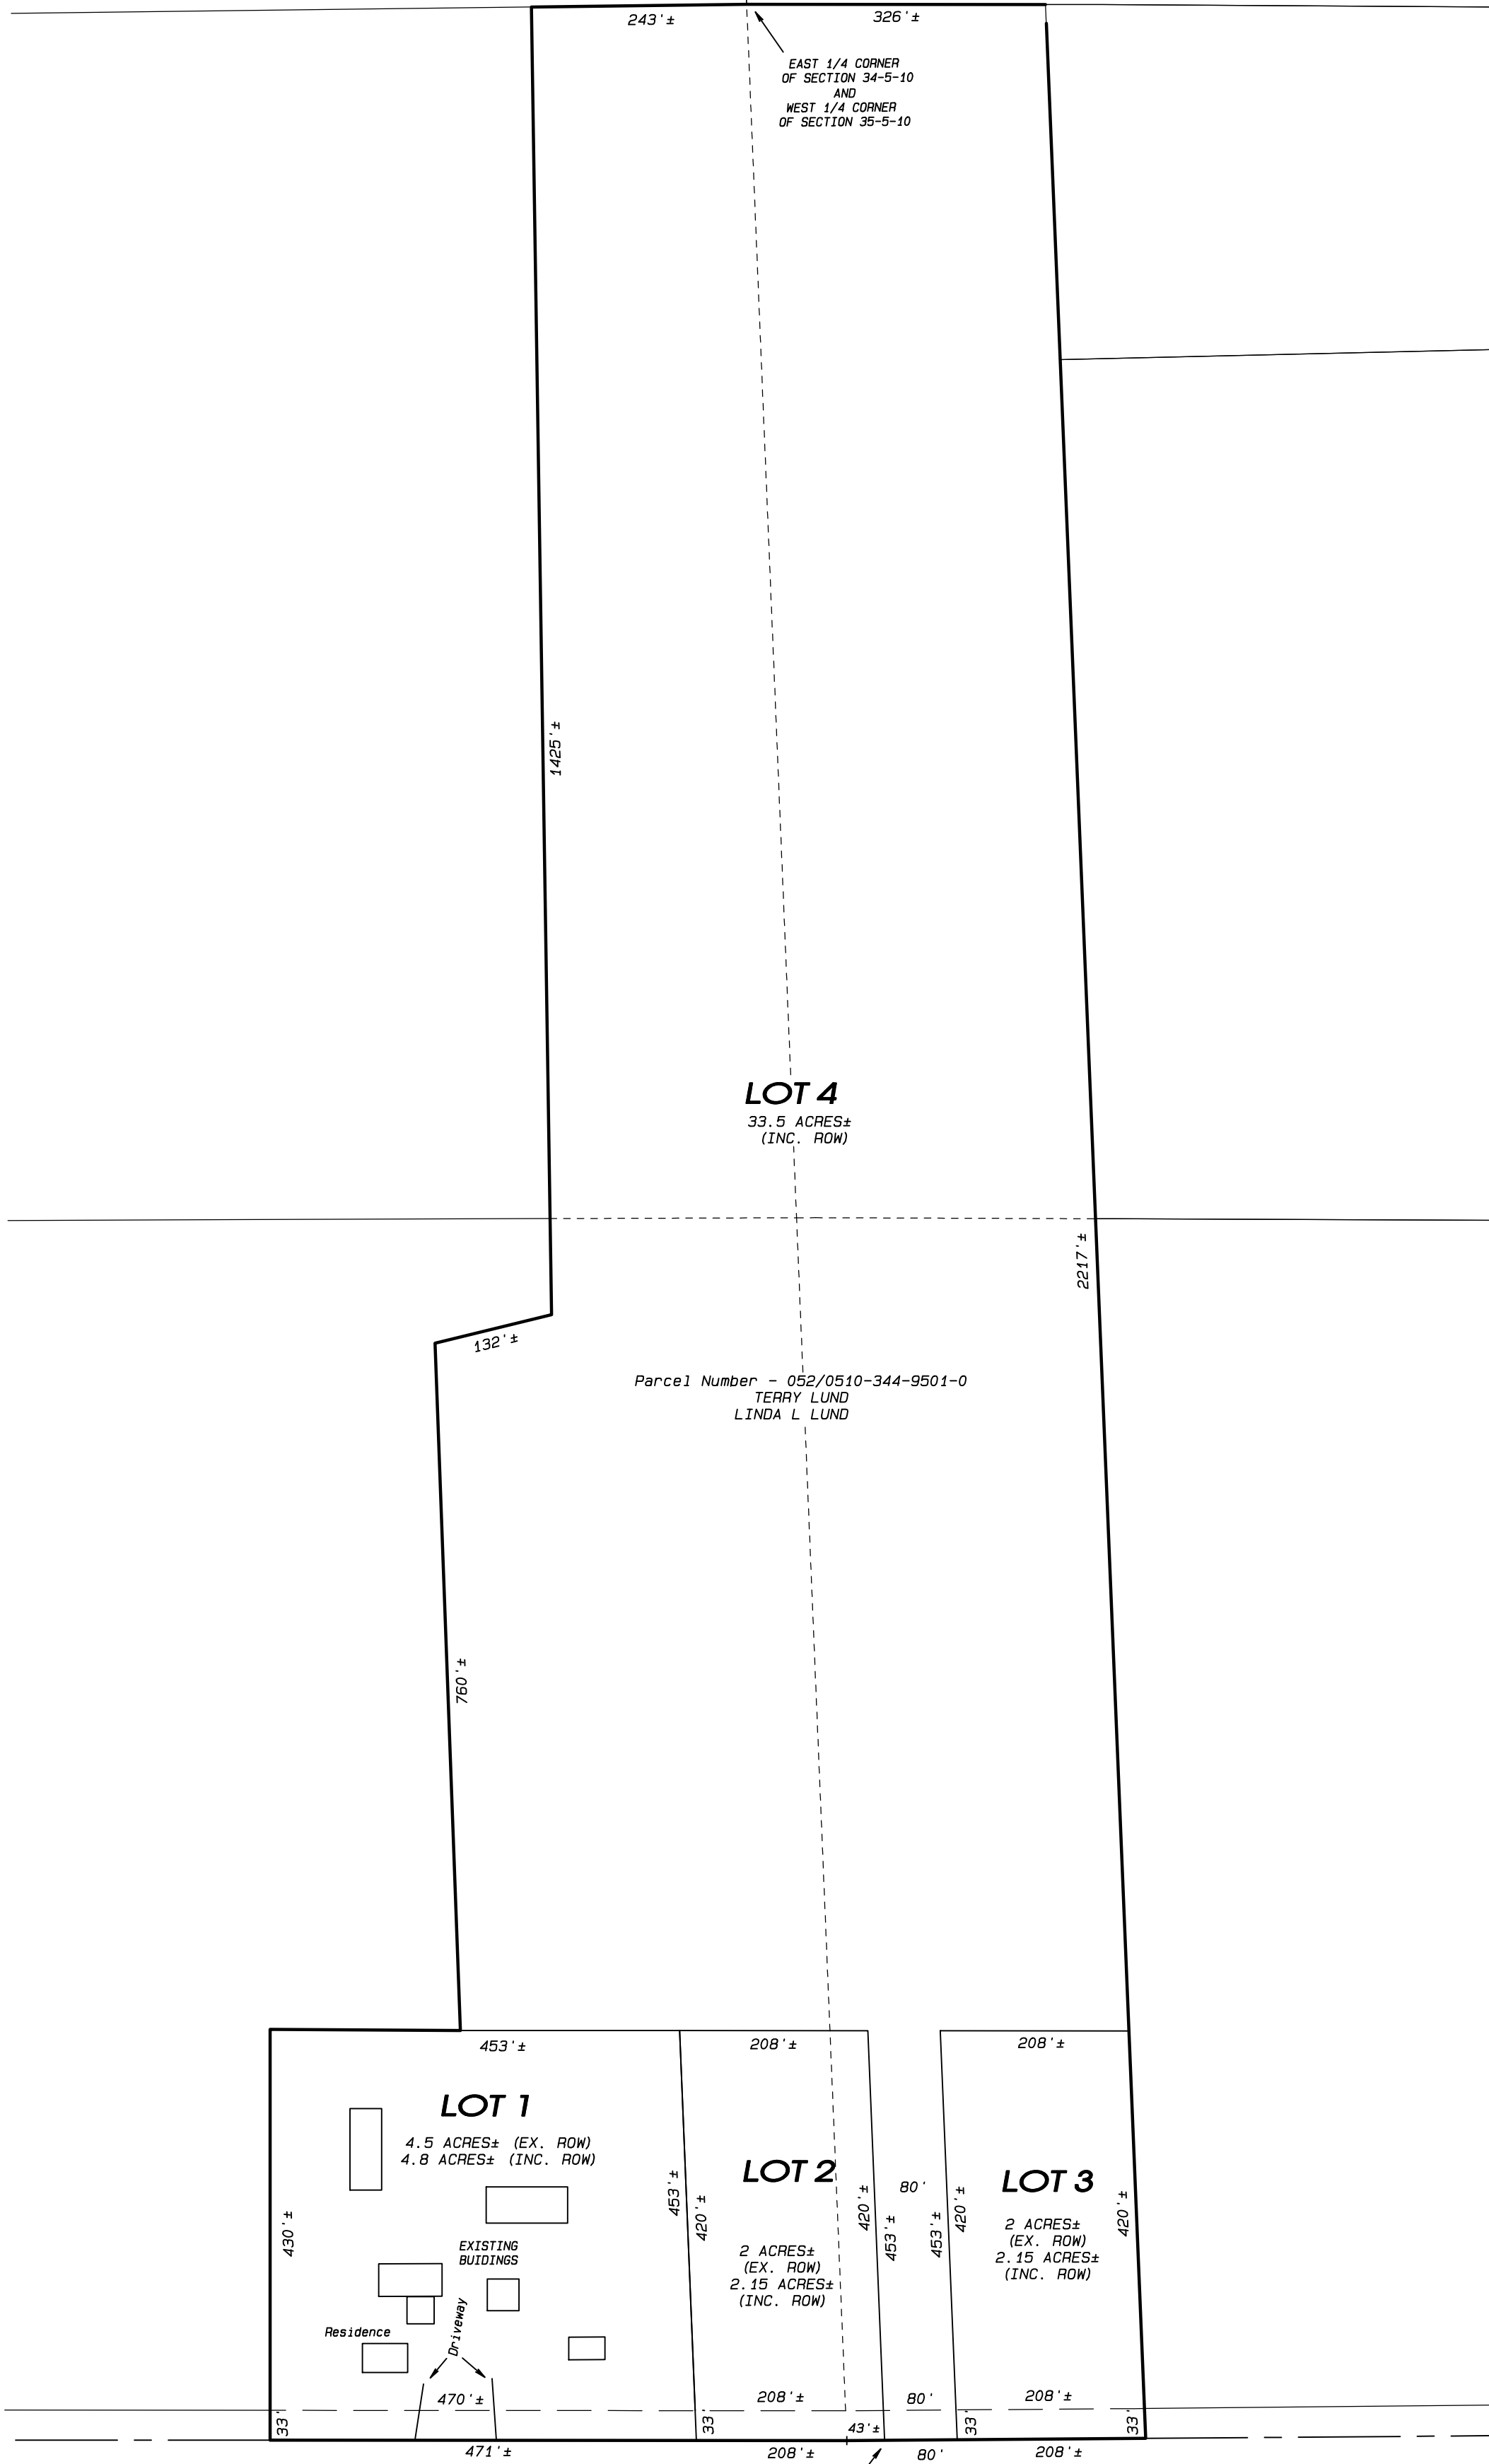 243'±
326'±
EAST 1/4 CORNER
OF SECTION 34-5-10
AND
WEST 1/4 CORNER
OF SECTION 35-5-10
1425'±
LOT 4
33.5 ACRES±
(INC. ROW)
2217'±
132'±
Parcel Number - 052/0510-344-9501-0
TERRY LUND
LINDA L LUND
760'±
453'±
208'±
208'±
LOT 1
4.5 ACRES± (EX. ROW)
4.8 ACRES± (INC. ROW)
430'±
453'±
420'±
EXISTING
BUIDINGS
Residence
Driveway
LOT 2
2 ACRES±
(EX. ROW)
2.15 ACRES±
(INC. ROW)
420'±
453'±
80'
453'±
420'±
LOT 3
2 ACRES±
(EX. ROW)
2.15 ACRES±
(INC. ROW)
420'±
470'±
208'±
80'
208'±
33'
33'
43'±
33'
33'
471'±
208'±
80'
208'±